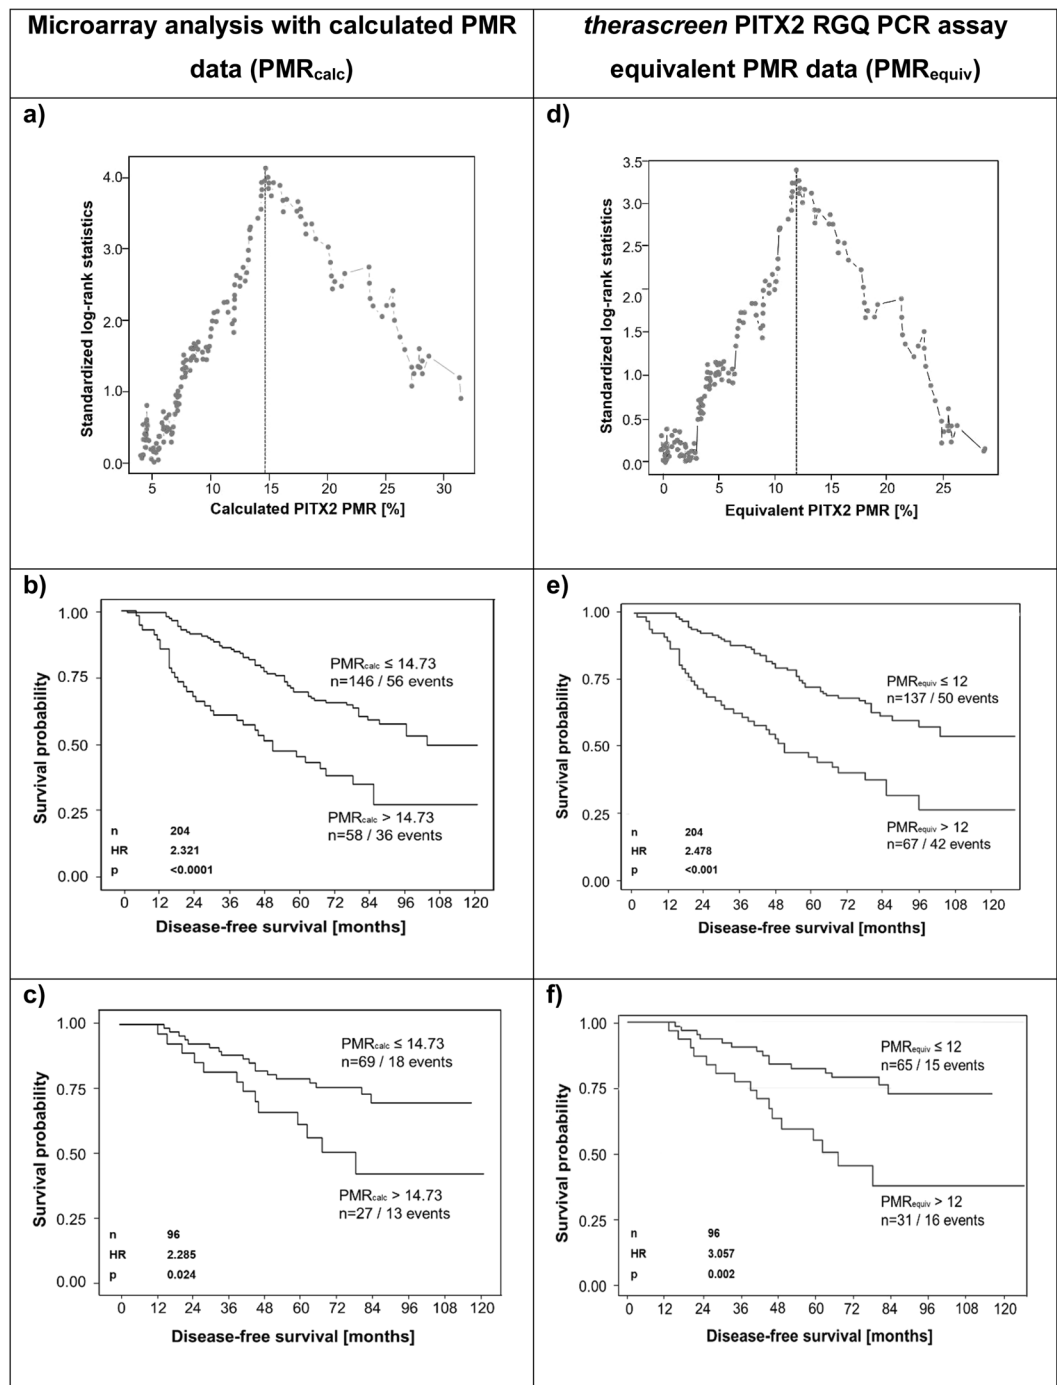 Microarray analysis with calculated PMR
data (PMRcalc)
therascreen PITX2 RGQ PCR assay
equivalent PMR data (PMRequiv)
a)
Standardized log-rank statistics
4.0
3.0
2.0
1.0
0.0
5 10 15 20 25 30
Calculated PITX2 PMR [%]
d)
Standardized log-rank statistics
3.5
3.0
2.5
2.0
1.5
1.0
0.5
0.0
0 5 10 15 20 25
Equivalent PITX2 PMR [%]
b)
Survival probability
1.00
0.75
0.50
0.25
0.00
PMRcalc ≤ 14.73
n=146 / 56 events
PMRcalc > 14.73
n=58 / 36 events
n 204
HR 2.321
p <0.0001
0 12 24 36 48 60 72 84 96 108 120
Disease-free survival [months]
e)
Survival probability
1.00
0.75
0.50
0.25
0.00
PMRequiv ≤ 12
n=137 / 50 events
PMRequiv > 12
n=67 / 42 events
n 204
HR 2.478
p <0.001
0 12 24 36 48 60 72 84 96 108 120
Disease-free survival [months]
c)
Survival probability
1.00
0.75
0.50
0.25
0.00
PMRcalc ≤ 14.73
n=69 / 18 events
PMRcalc > 14.73
n=27 / 13 events
n 96
HR 2.285
p 0.024
0 12 24 36 48 60 72 84 96 108 120
Disease-free survival [months]
f)
Survival probability
1.00
0.75
0.50
0.25
0.00
PMRequiv ≤ 12
n=65 / 15 events
PMRequiv > 12
n=31 / 16 events
n 96
HR 3.057
p 0.002
0 12 24 36 48 60 72 84 96 108 120
Disease-free survival [months]